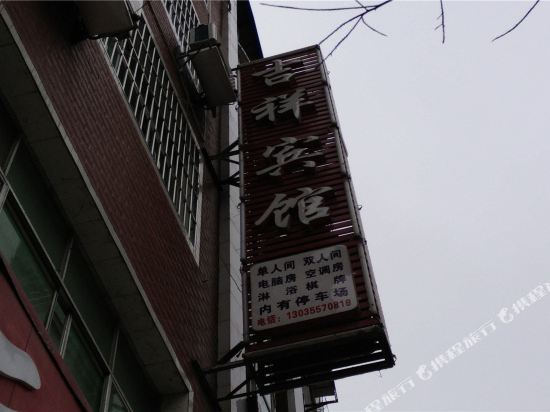 吉祥宾馆
单人间 双人间
电脑房 空调房
淋浴棋牌
内有停车场
电话:13035570819
携程旅行
携程旅行